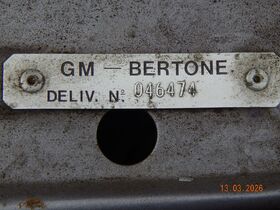 GM — BERTONE
DELIV. Nº 046474
13.03.2026